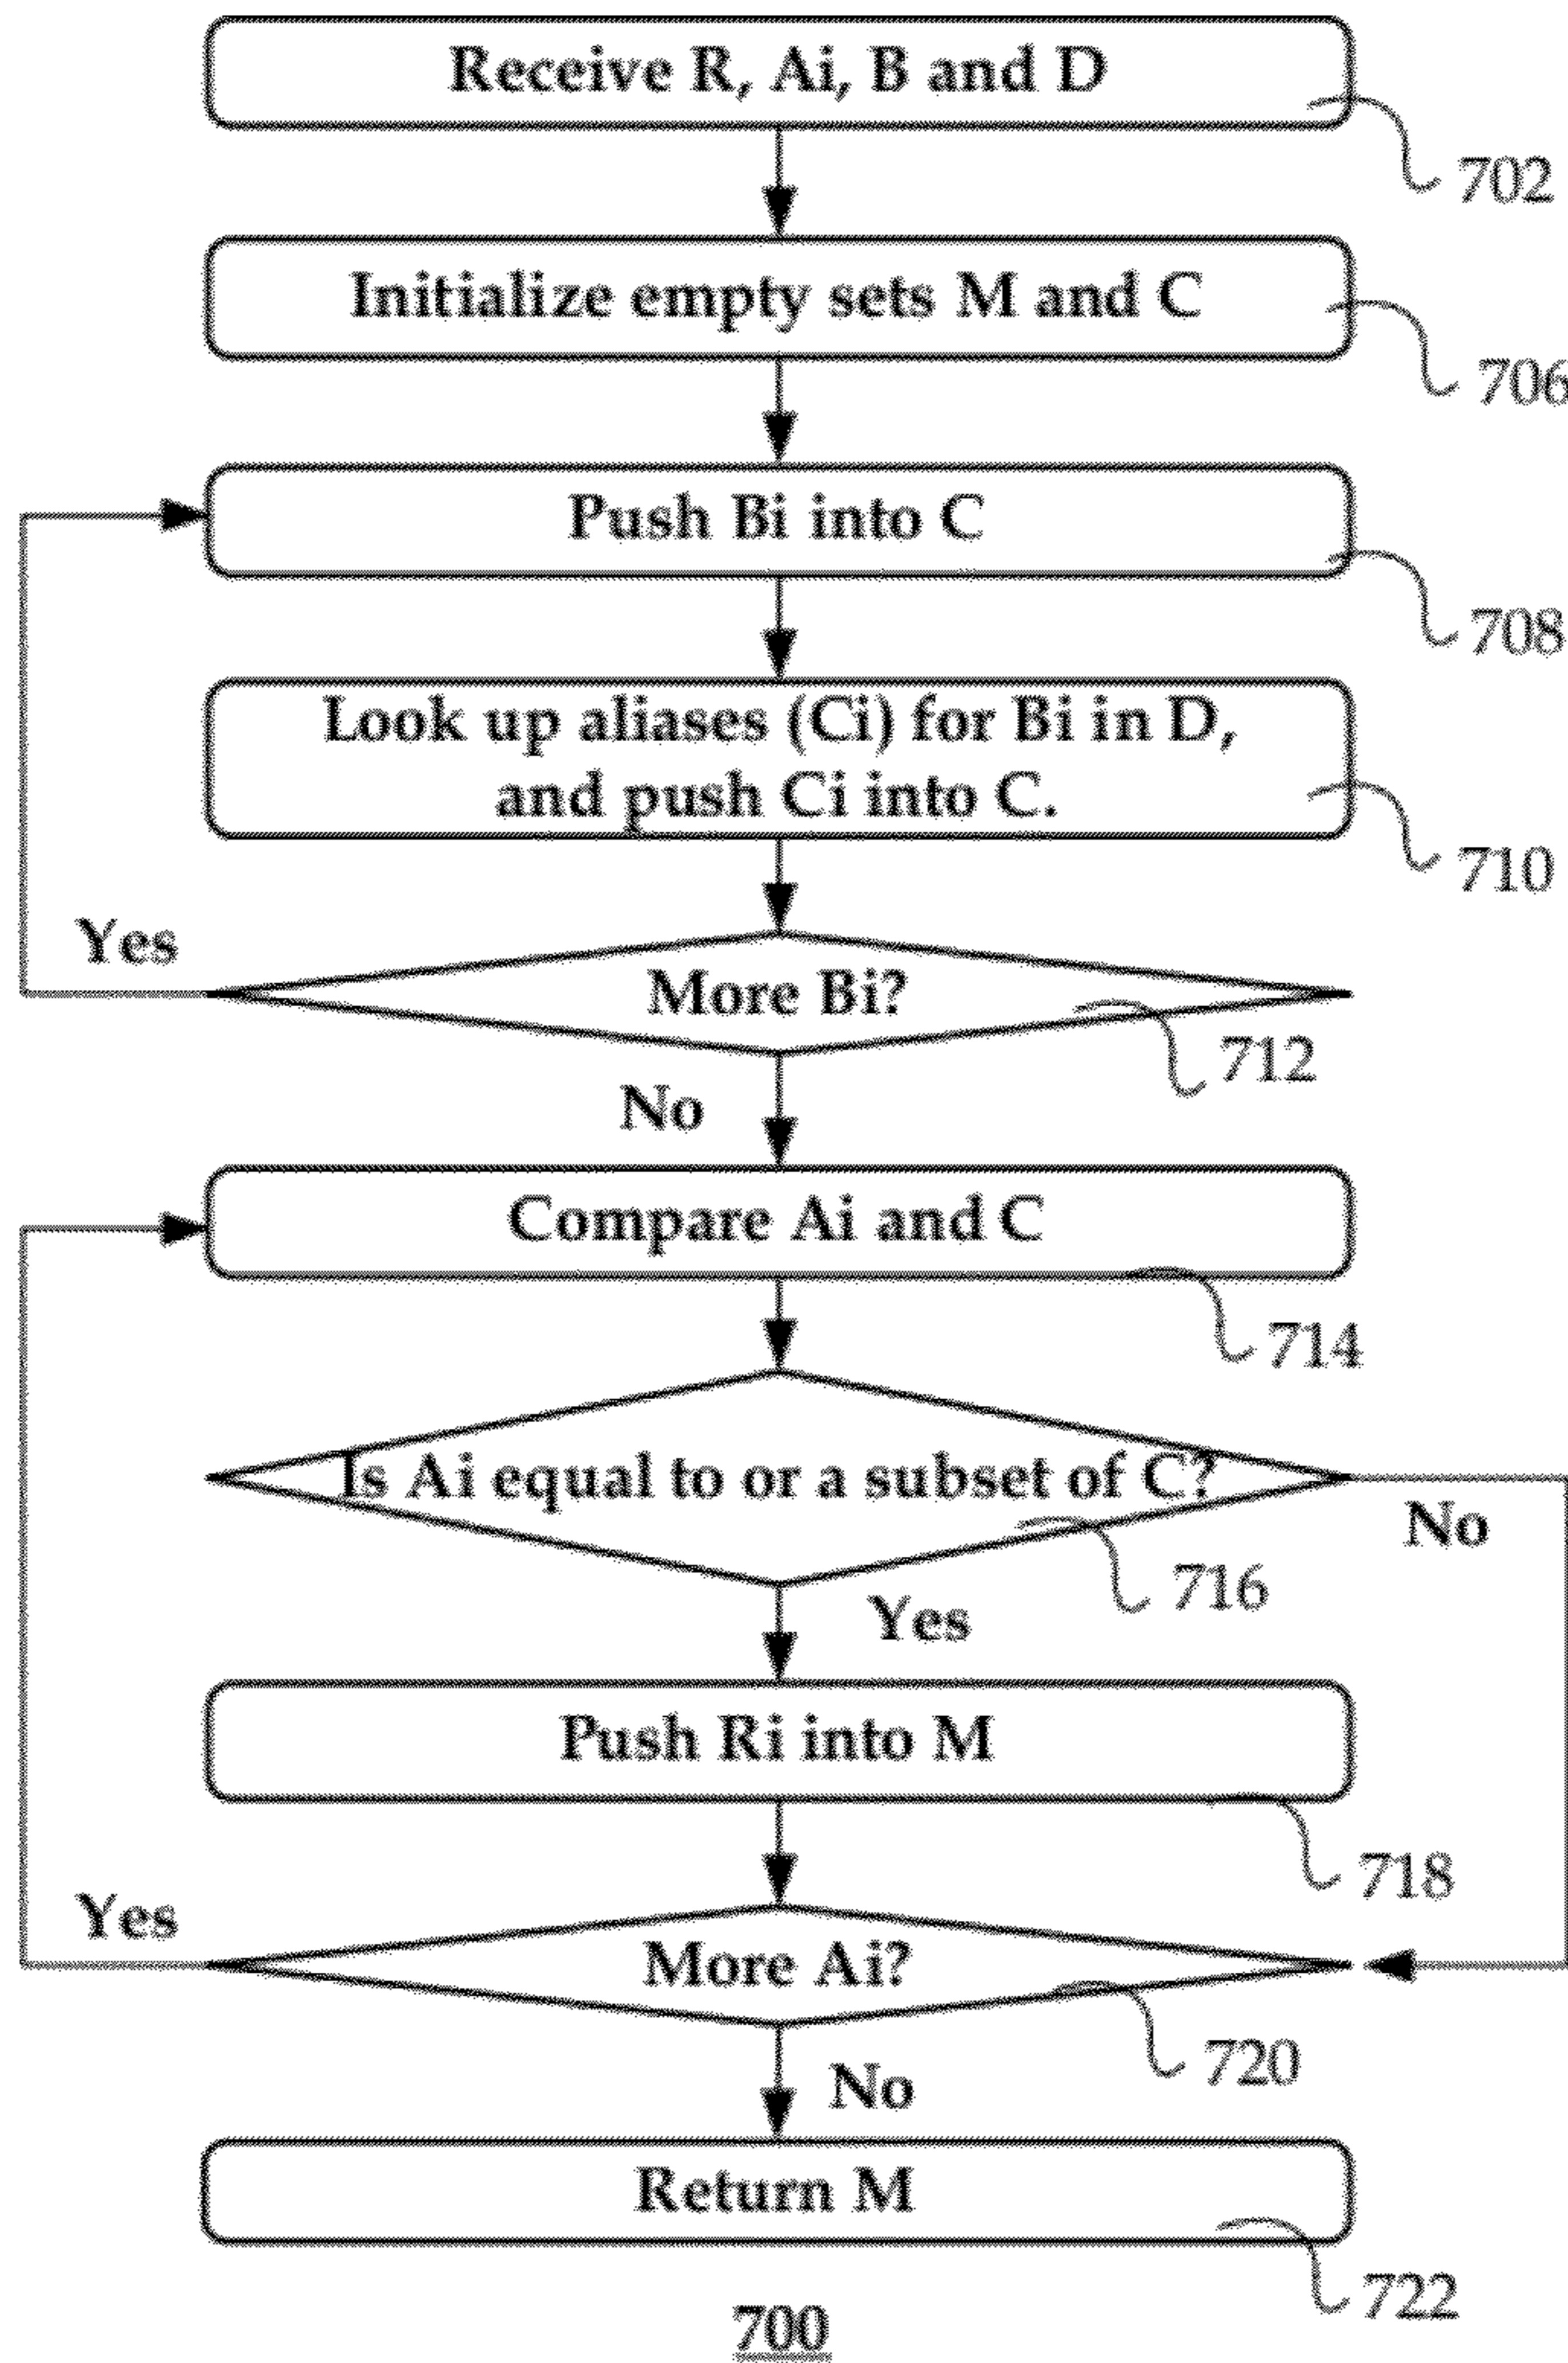 Receive R, Ai, B and D
702
Initialize empty sets M and C
706
Push Bi into C
708
Look up aliases (Ci) for Bi in D,
and push Ci into C.
710
Yes
More Bi?
712
No
Compare Ai and C
714
Is Ai equal to or a subset of C?
No
716
Yes
Push Ri into M
718
Yes
More Ai?
720
No
Return M
722
700